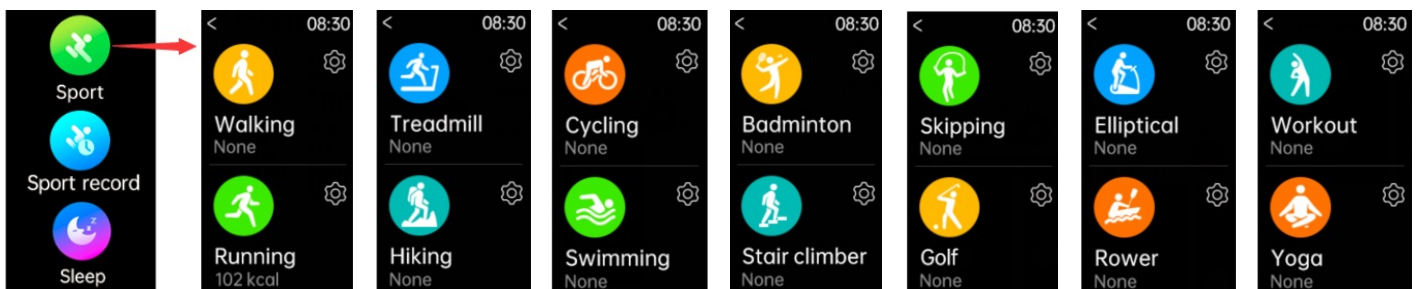 Sport
Sport record
Sleep
< 08:30
Walking
None
Running
102 kcal
< 08:30
Treadmill
None
Hiking
None
< 08:30
Cycling
None
Swimming
None
< 08:30
Badminton
None
Stair climber
None
< 08:30
Skipping
None
Golf
None
< 08:30
Elliptical
None
Rower
None
< 08:30
Workout
None
Yoga
None